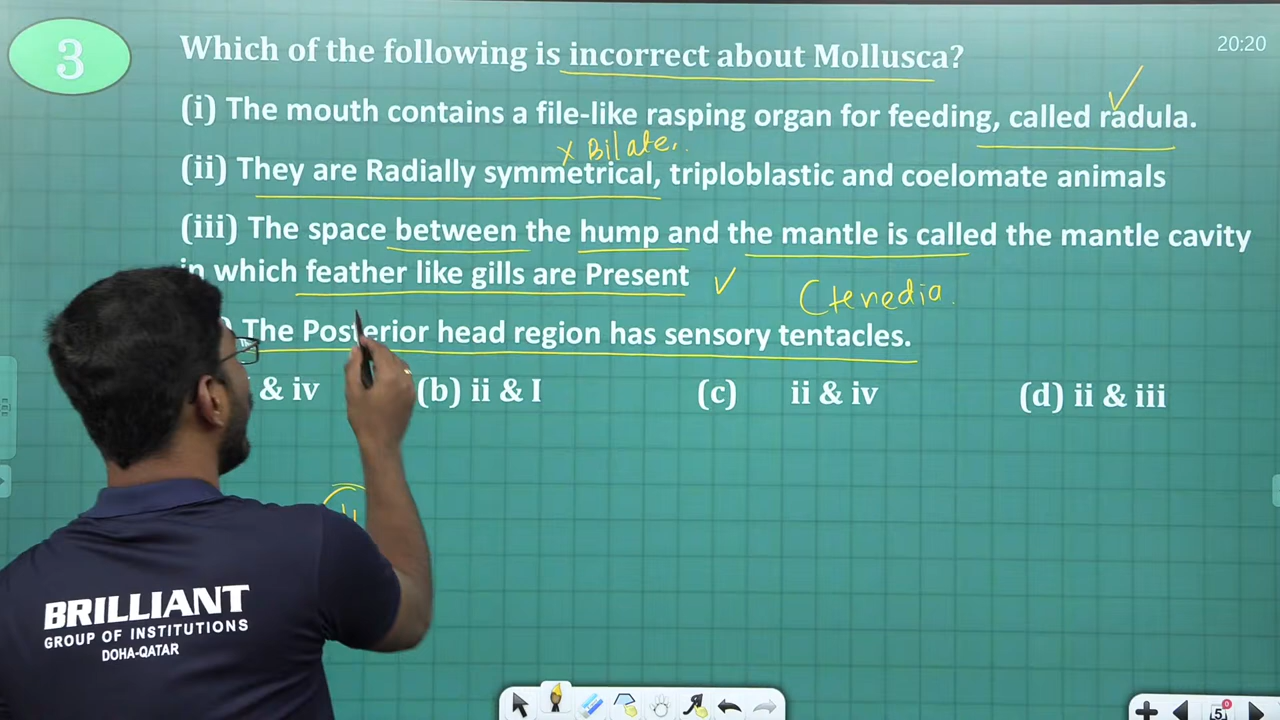 3
20:20
Which of the following is incorrect about Mollusca?
(i) The mouth contains a file-like rasping organ for feeding, called radula.
x Bilate..
(ii) They are Radially symmetrical, triploblastic and coelomate animals
(iii) The space between the hump and the mantle is called the mantle cavity
in which feather like gills are Present
Ctenedia.
) The Posterior head region has sensory tentacles.
& iv (b) ii & I (c) ii & iv (d) ii & iii
BRILLIANT
GROUP OF INSTITUTIONS
DOHA-QATAR